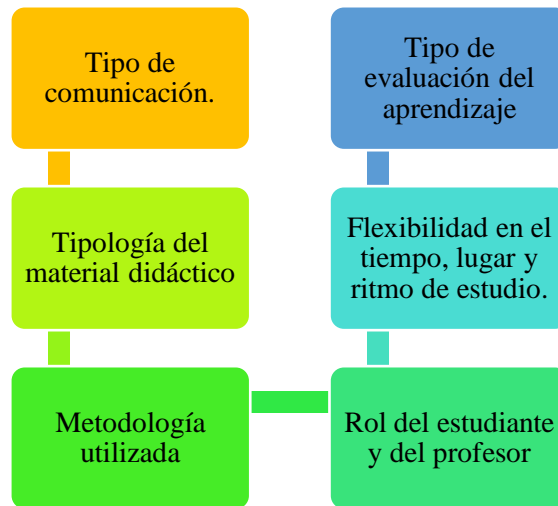 Tipo de
comunicación.
Tipología del
material didáctico
Metodología
utilizada
Rol del estudiante
y del profesor
Flexibilidad en el
tiempo, lugar y
ritmo de estudio.
Tipo de
evaluación del
aprendizaje